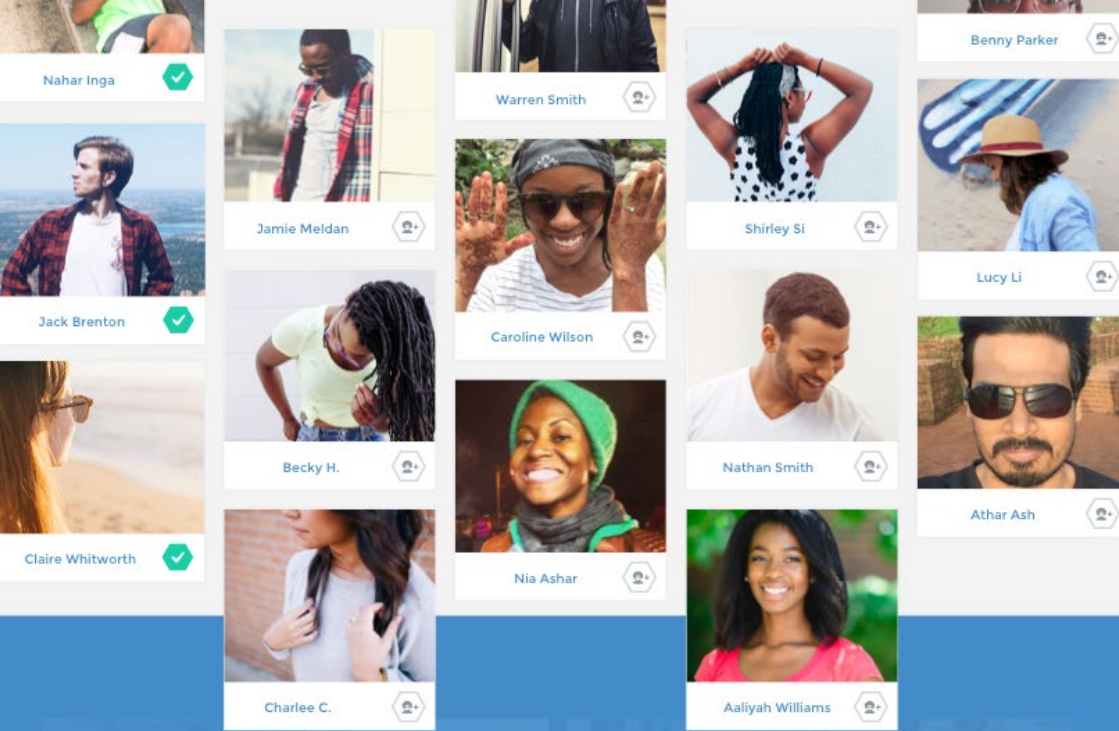 Nahar Inga
Jack Brenton
Claire Whitworth
Jamie Meldan
Becky H.
Charlee C.
Warren Smith
Caroline Wilson
Nia Ashar
Shirley Si
Nathan Smith
Aaliyah Williams
Benny Parker
Lucy Li
Athar Ash